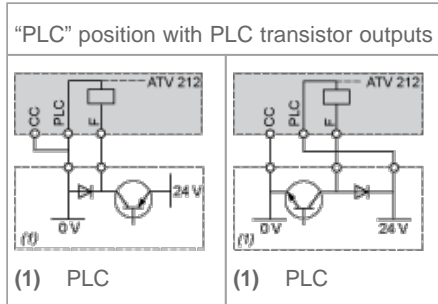 “PLC” position with PLC transistor outputs
ATV 212
CC
PLC
F
24 V
0 V
(1)
(1) PLC
ATV 212
CC
PLC
F
0 V
24 V
(1)
(1) PLC